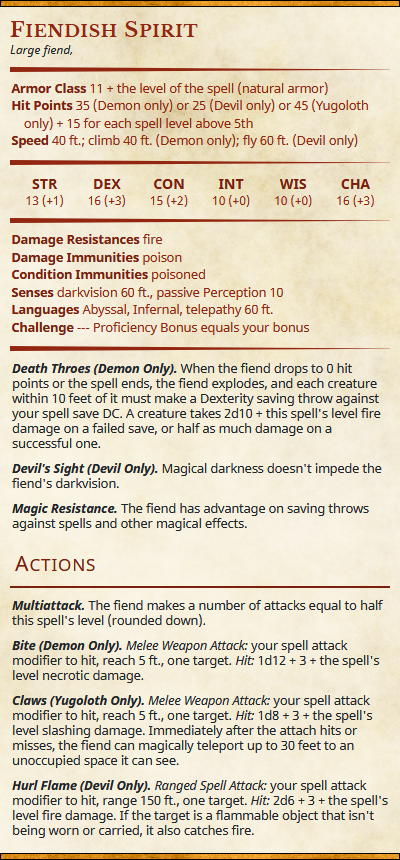 FIENDISH SPIRIT
Large fiend,
Armor Class 11 + the level of the spell (natural armor)
Hit Points 35 (Demon only) or 25 (Devil only) or 45 (Yugoloth
only) + 15 for each spell level above 5th
Speed 40 ft.; climb 40 ft. (Demon only); fly 60 ft. (Devil only)
STR DEX CON INT WIS CHA
13 (+1) 16 (+3) 15 (+2) 10 (+0) 10 (+0) 16 (+3)
Damage Resistances fire
Damage Immunities poison
Condition Immunities poisoned
Senses darkvision 60 ft., passive Perception 10
Languages Abyssal, Infernal, telepathy 60 ft.
Challenge --- Proficiency Bonus equals your bonus
Death Throes (Demon Only). When the fiend drops to 0 hit
points or the spell ends, the fiend explodes, and each creature
within 10 feet of it must make a Dexterity saving throw against
your spell save DC. A creature takes 2d10 + this spell's level fire
damage on a failed save, or half as much damage on a
successful one.
Devil's Sight (Devil Only). Magical darkness doesn't impede the
fiend's darkvision.
Magic Resistance. The fiend has advantage on saving throws
against spells and other magical effects.
ACTIONS
Multiattack. The fiend makes a number of attacks equal to half
this spell's level (rounded down).
Bite (Demon Only). Melee Weapon Attack: your spell attack
modifier to hit, reach 5 ft., one target. Hit: 1d12 + 3 + the spell's
level necrotic damage.
Claws (Yugoloth Only). Melee Weapon Attack: your spell attack
modifier to hit, reach 5 ft., one target. Hit: 1d8 + 3 + the spell's
level slashing damage. Immediately after the attach hits or
misses, the fiend can magically teleport up to 30 feet to an
unoccupied space it can see.
Hurl Flame (Devil Only). Ranged Spell Attack: your spell attack
modifier to hit, range 150 ft., one target. Hit: 2d6 + 3 + the spell's
level fire damage. If the target is a flammable object that isn't
being worn or carried, it also catches fire.